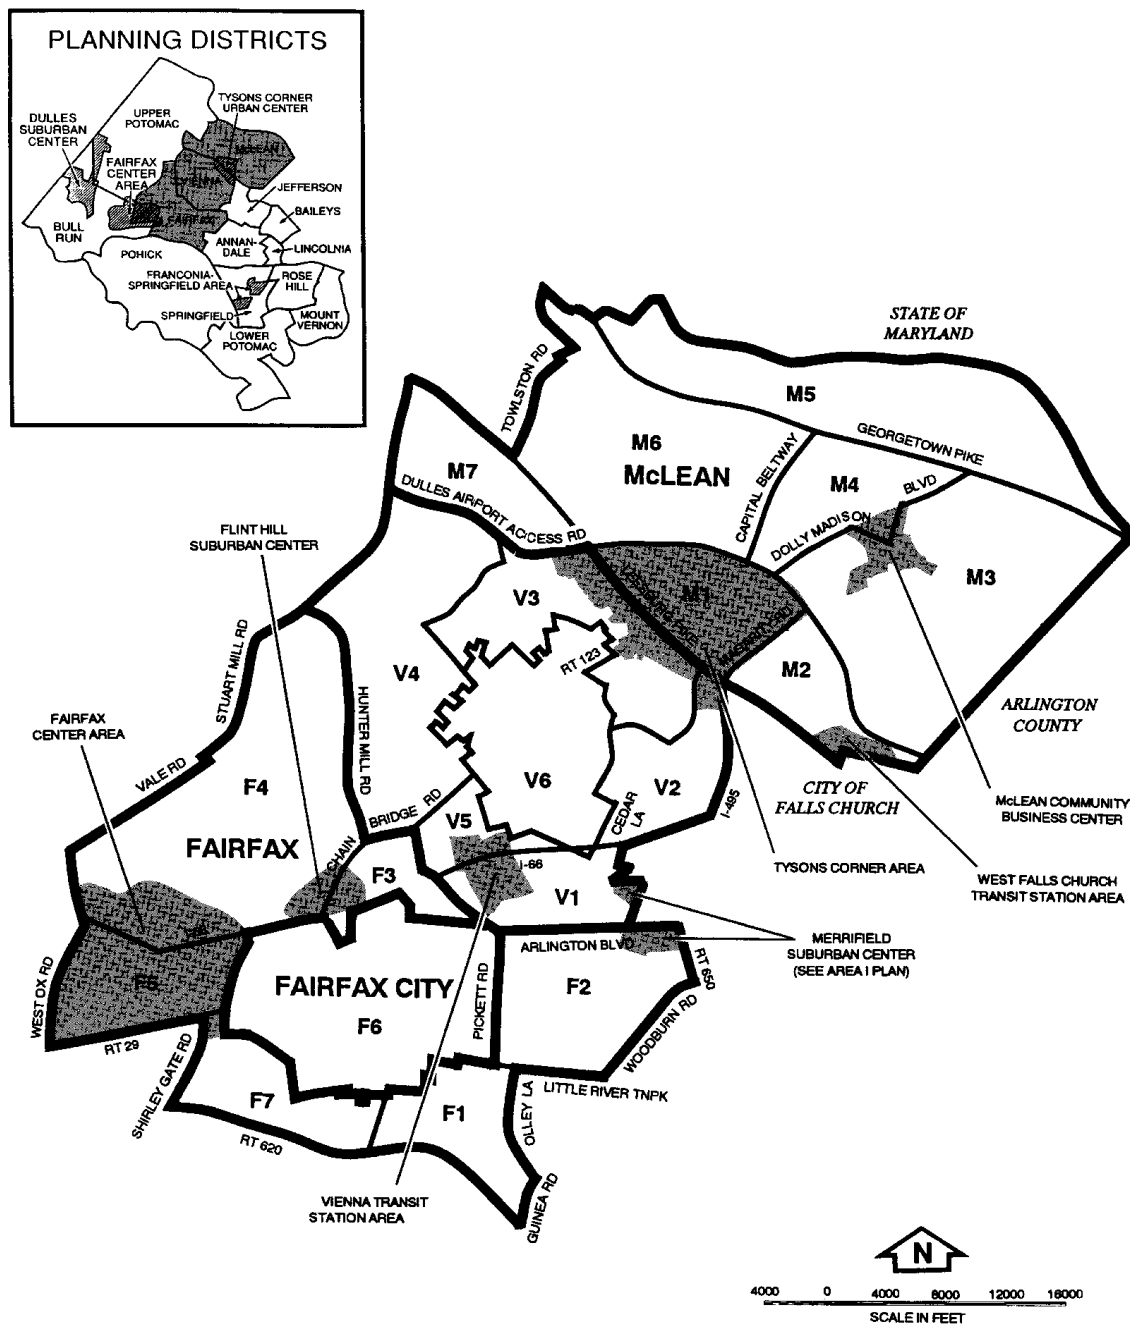 PLANNING DISTRICTS
TYSONS CORNER
URBAN CENTER
UPPER
POTOMAC
DULLES
SUBURBAN
CENTER
McLEAN
FAIRFAX
CENTER
AREA
VIENNA
JEFFERSON
BAILEYS
FAIRFAX
BULL
RUN
ANNAN-
DALE
LINCOLNIA
POHICK
FRANCONIA-
SPRINGFIELD AREA
ROSE
HILL
SPRINGFIELD
MOUNT
VERNON
LOWER
POTOMAC
STATE OF
MARYLAND
TOWLSTON RD
M5
M6
McLEAN
GEORGETOWN PIKE
CAPITAL BELTWAY
M7
M4
BLVD
DOLLY MADISON
DULLES AIRPORT ACCESS RD
FLINT HILL
SUBURBAN CENTER
M3
V3
M1
RT 123
M2
V4
STUART MILL RD
HUNTER MILL RD
FAIRFAX
CENTER AREA
ARLINGTON
COUNTY
VALE RD
F4
V6
V2
CITY OF
FALLS CHURCH
I-495
CEDAR
LA
McLEAN COMMUNITY
BUSINESS CENTER
BRIDGE RD
V5
FAIRFAX
CHAIN
F3
I-66
TYSONS CORNER AREA
WEST FALLS CHURCH
TRANSIT STATION AREA
V1
ARLINGTON BLVD
MERRIFIELD
SUBURBAN CENTER
(SEE AREA I PLAN)
RT 650
WEST OX RD
F5
FAIRFAX CITY
F6
PICKETT RD
F2
WOODBURN RD
RT 29
SHIRLEY GATE RD
LITTLE RIVER TNPK
F7
F1
OLLEY LA
RT 620
VIENNA TRANSIT
STATION AREA
GUINEA RD
N
4000 0 4000 8000 12000 16000
SCALE IN FEET